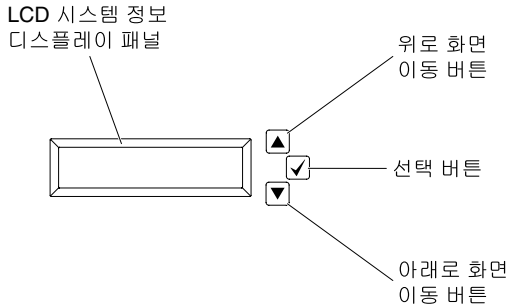 LCD 시스템 정보
디스플레이 패널
위로 화면
이동 버튼
선택 버튼
아래로 화면
이동 버튼